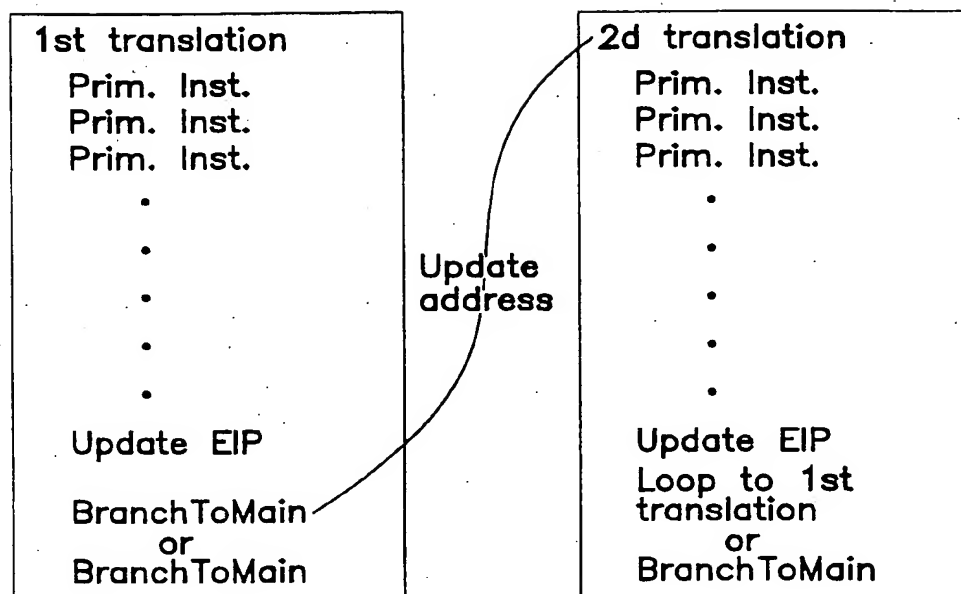 1st translation
Prim. Inst.
Prim. Inst.
Prim. Inst.
Update EIP
BranchToMain
or
BranchToMain
Update
address
2d translation
Prim. Inst.
Prim. Inst.
Prim. Inst.
Update EIP
Loop to 1st
translation
or
BranchToMain